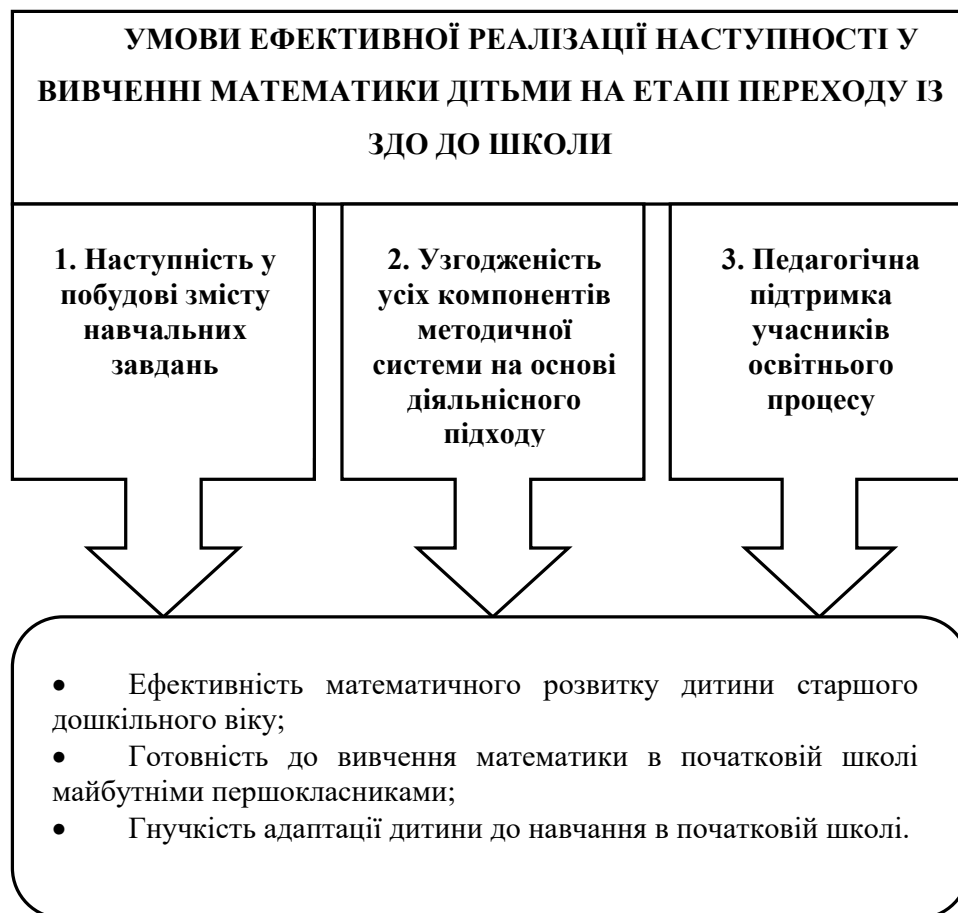 УМОВИ ЕФЕКТИВНОЇ РЕАЛІЗАЦІЇ НАСТУПНОСТІ У
ВИВЧЕННІ МАТЕМАТИКИ ДІТЬМИ НА ЕТАПІ ПЕРЕХОДУ ІЗ
ЗДО ДО ШКОЛИ
1. Наступність у
побудові змісту
навчальних
завдань
2. Узгодженість
усіх компонентів
методичної
системи на основі
діяльнісного
підходу
3. Педагогічна
підтримка
учасників
освітнього
процесу
• Ефективність математичного розвитку дитини старшого
дошкільного віку;
• Готовність до вивчення математики в початковій школі
майбутніми першокласниками;
• Гнучкість адаптації дитини до навчання в початковій школі.